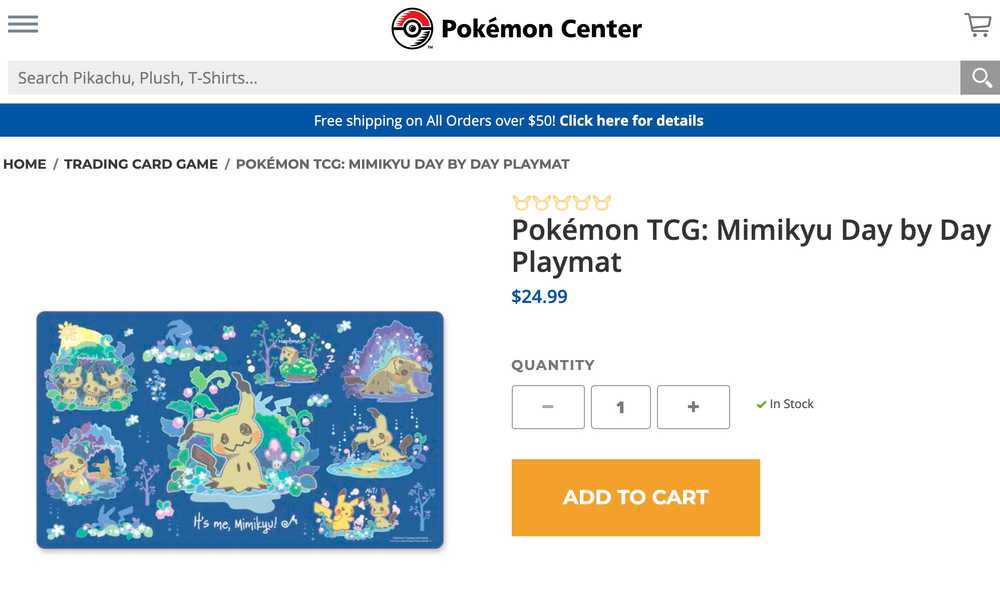 Pokémon Center
Search Pikachu, Plush, T-Shirts...
Free shipping on All Orders over $50! Click here for details
HOME / TRADING CARD GAME / POKÉMON TCG: MIMIKYU DAY BY DAY PLAYMAT
Pokémon TCG: Mimikyu Day by Day
Playmat
$24.99
QUANTITY
− 1 +
In Stock
ADD TO CART
It's me, Mimikyu!